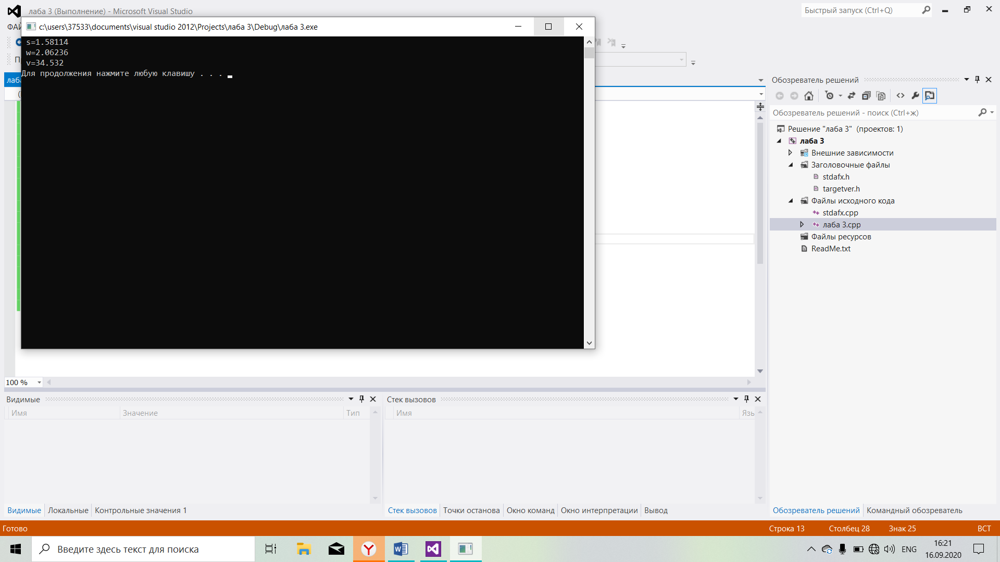 лаба 3 (Выполнение) - Microsoft Visual Studio
Быстрый запуск (Ctrl+Q)
c:\users\37533\documents\visual studio 2012\Projects\лаба 3\Debug\лаба 3.exe
s=1.58114
w=2.06236
v=34.532
Для продолжения нажмите любую клавишу . . .
Обозреватель решений
Обозреватель решений - поиск (Ctrl+ж)
Решение "лаба 3" (проектов: 1)
лаба 3
Внешние зависимости
Заголовочные файлы
stdafx.h
targetver.h
Файлы исходного кода
stdafx.cpp
лаба 3.cpp
Файлы ресурсов
ReadMe.txt
100 %
Видимые
Имя Значение Тип
Стек вызовов
Имя
Видимые Локальные Контрольные значения 1
Стек вызовов Точки останова Окно команд Окно интерпретации Вывод
Обозреватель решений Командный обозреватель
Готово
Строка 13 Столбец 28 Знак 25 ВСТ
Введите здесь текст для поиска
ENG
16:21
16.09.2020